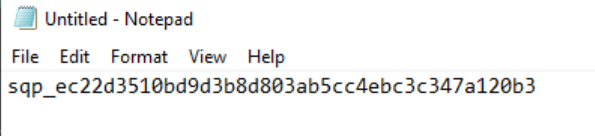 Untitled - Notepad
File Edit Format View Help
sqp_ec22d3510bd9d3b8d803ab5cc4ebc3c347a120b3